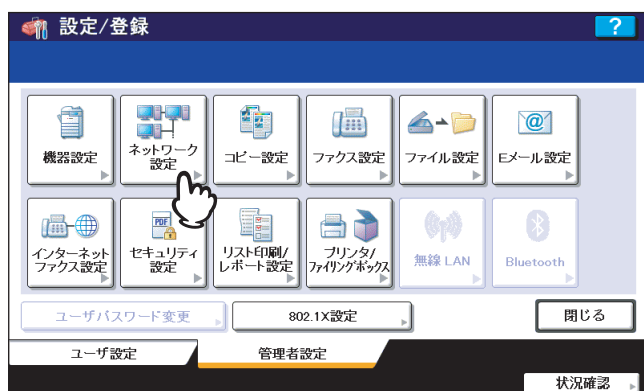 設定/登録
?
機器設定
ネットワーク
設定
コピー設定
ファクス設定
ファイル設定
Eメール設定
インターネット
ファクス設定
PDF
セキュリティ
設定
リスト印刷/
レポート設定
プリンタ/
ファイリングボックス
無線 LAN
Bluetooth
ユーザパスワード変更
802.1X設定
閉じる
ユーザ設定
管理者設定
状況確認